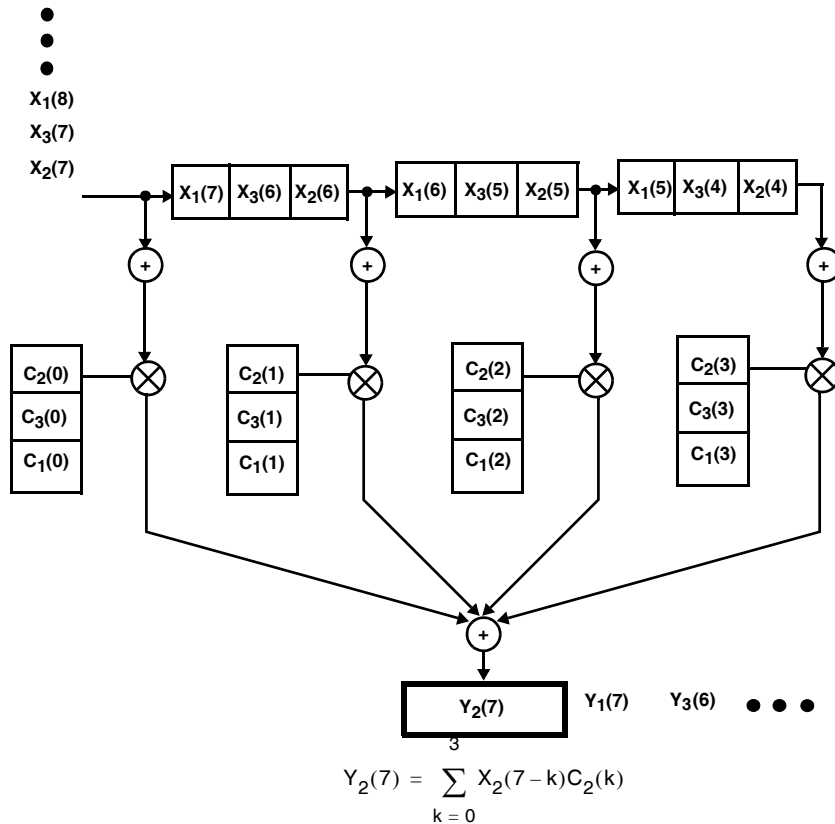 X₁(8)
X₃(7)
X₂(7)
X₁(7) X₃(6) X₂(6) X₁(6) X₃(5) X₂(5) X₁(5) X₃(4) X₂(4)
+ + + +
C₂(0) C₂(1) C₂(2) C₂(3)
C₃(0) C₃(1) C₃(2) C₃(3)
C₁(0) C₁(1) C₁(2) C₁(3)
+
Y₂(7) Y₁(7) Y₃(6)
3
Y₂(7) = ∑ X₂(7 – k)C₂(k)
k = 0